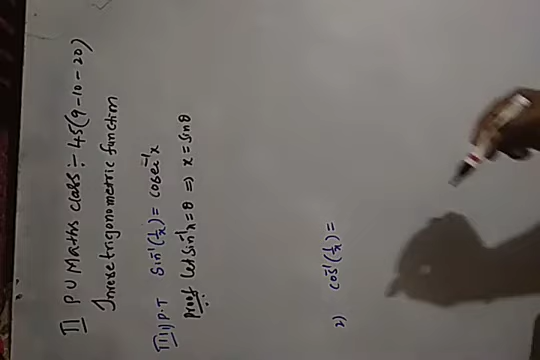 II PU Maths class:- 45(9-10-20)
Inverse trigonometric function
III 1) P.T sin⁻¹(1/x) = cosec⁻¹x
Proof: Let sin⁻¹x = θ ⇒ x = sinθ
2) cos⁻¹(1/x) =